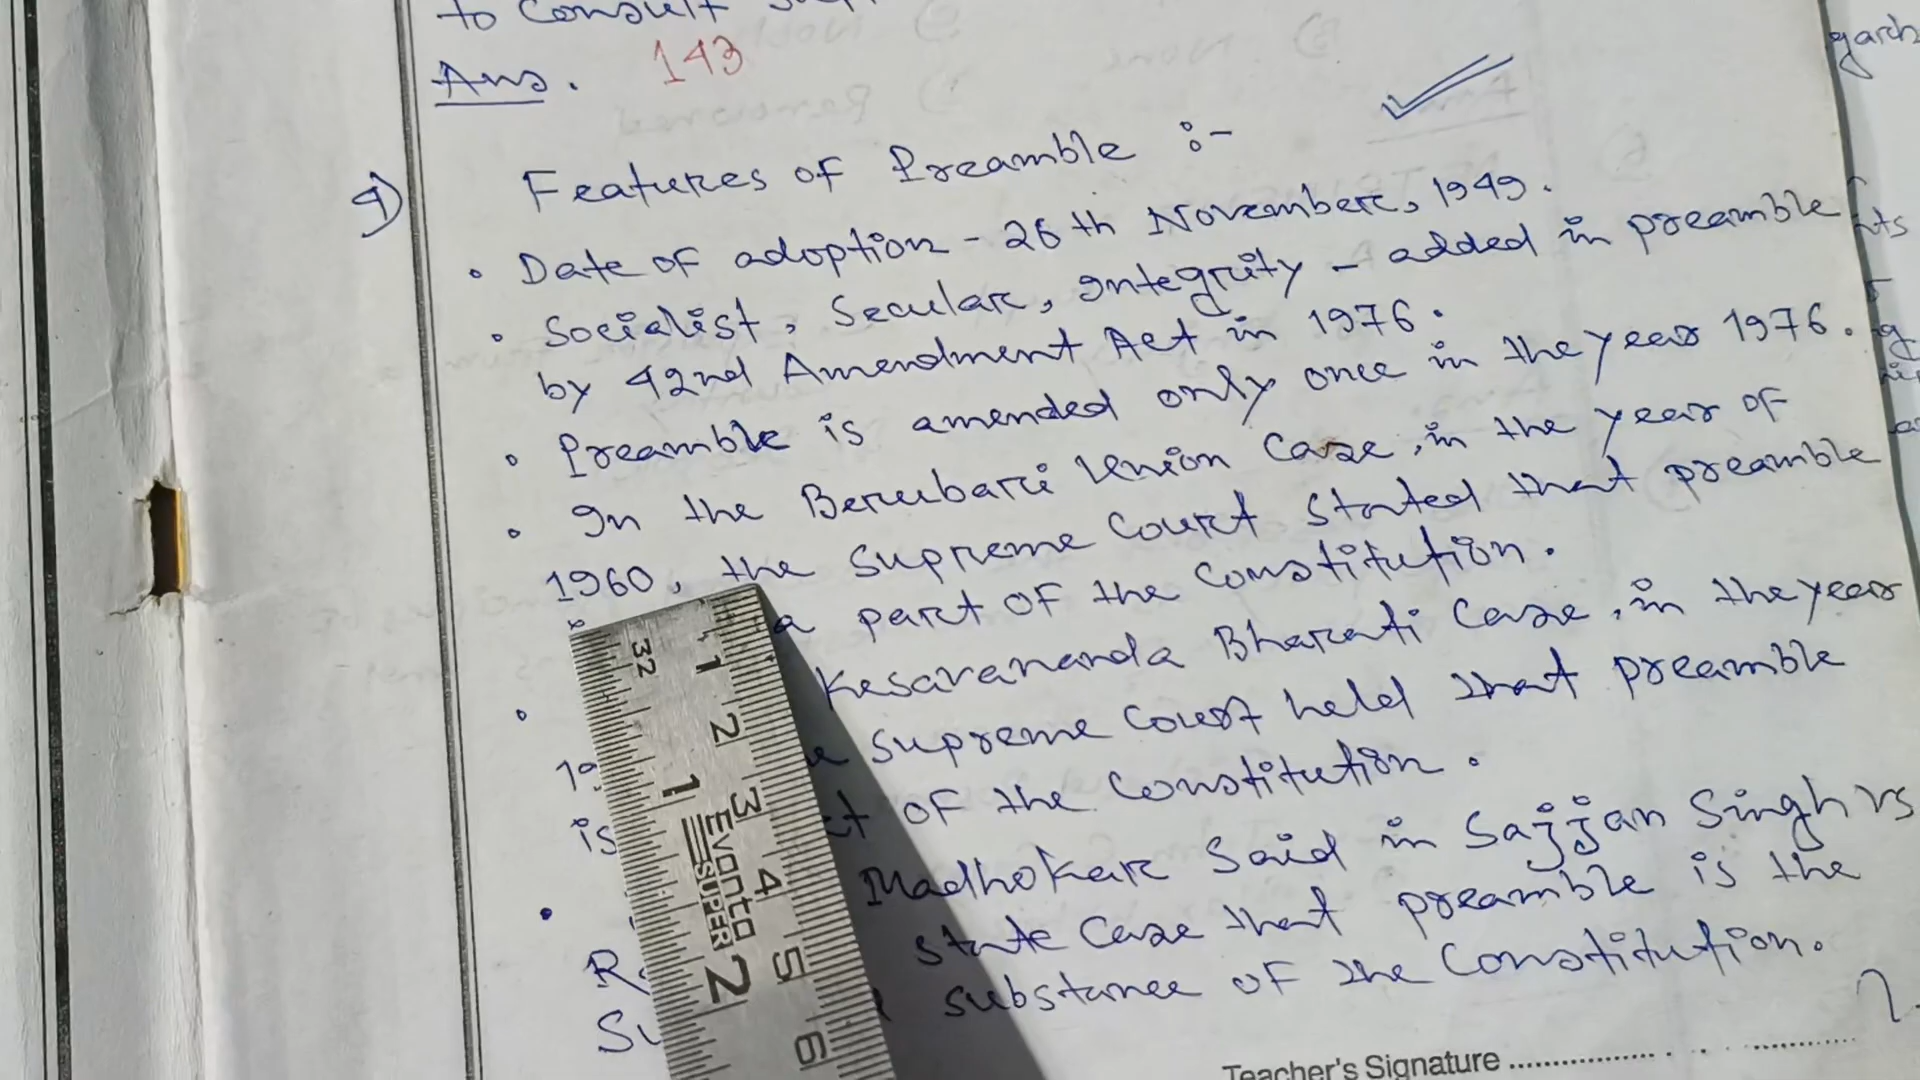 to consult
Ans. 143
9) Features of Preamble :-
• Date of adoption - 26th November, 1949.
• Socialist, Secular, Integrity - added in preamble
by 42nd Amendment Act in 1976.
• Preamble is amended only once in the year 1976.
• In the Berubari Union Case, in the year of
1960, the Supreme Court stated that preamble
a part of the Constitution.
• Kesavananda Bharati Case, in the year
19 Supreme Court held that preamble
is of the Constitution.
• Madhokar Said in Sajjan Singh vs
State Case that preamble is the
substance of the Constitution.
Teacher's Signature
32 1 2 3 4 5 6
1 2
Evonto
SUPER